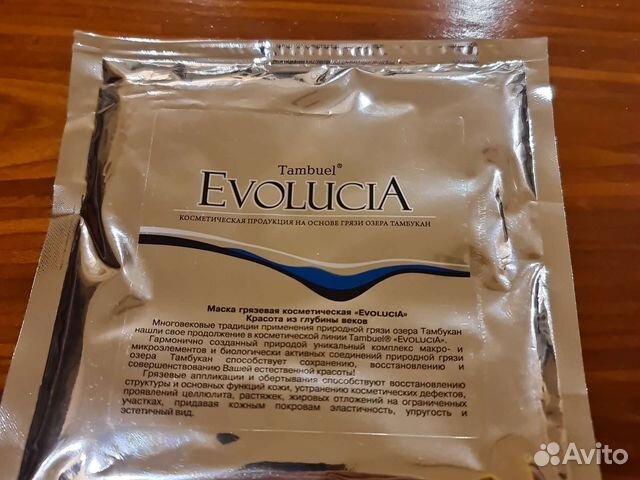 Tambuel®
EVOLUCIA
КОСМЕТИЧЕСКАЯ ПРОДУКЦИЯ НА ОСНОВЕ ГРЯЗИ ОЗЕРА ТАМБУКАН
Маска грязевая косметическая «EVOLUCIA»
Красота из глубины веков
Многовековые традиции применения природной грязи озера Тамбукан
нашли свое продолжение в косметической линии Tambuel® «EVOLUCIA».
Гармонично созданный природой уникальный комплекс макро- и
микроэлементов и биологически активных соединений природной грязи
озера Тамбукан способствует сохранению, восстановлению и
совершенствованию Вашей естественной красоты!
Грязевые аппликации и обертывания способствуют восстановлению
структуры и основных функций кожи, устранению косметических дефектов,
проявлений целлюлита, растяжек, жировых отложений на ограниченных
участках, придавая кожным покровам эластичность, упругость и
эстетичный вид.
Avito